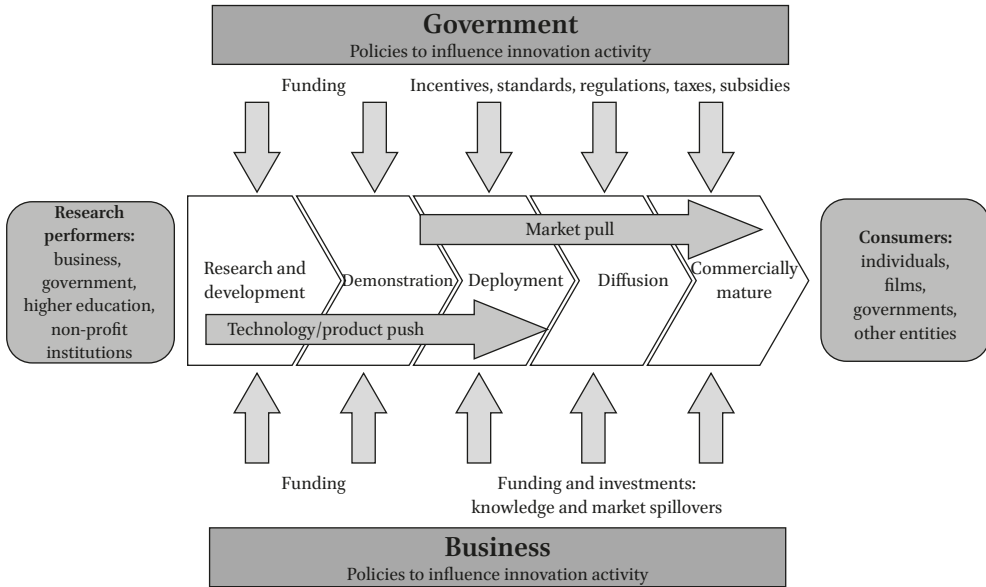 Government
Policies to influence innovation activity
Funding
Incentives, standards, regulations, taxes, subsidies
Research
performers:
business,
government,
higher education,
non-profit
institutions
Market pull
Research and
development
Demonstration
Deployment
Diffusion
Commercially
mature
Technology/product push
Consumers:
individuals,
films,
governments,
other entities
Funding
Funding and investments:
knowledge and market spillovers
Business
Policies to influence innovation activity